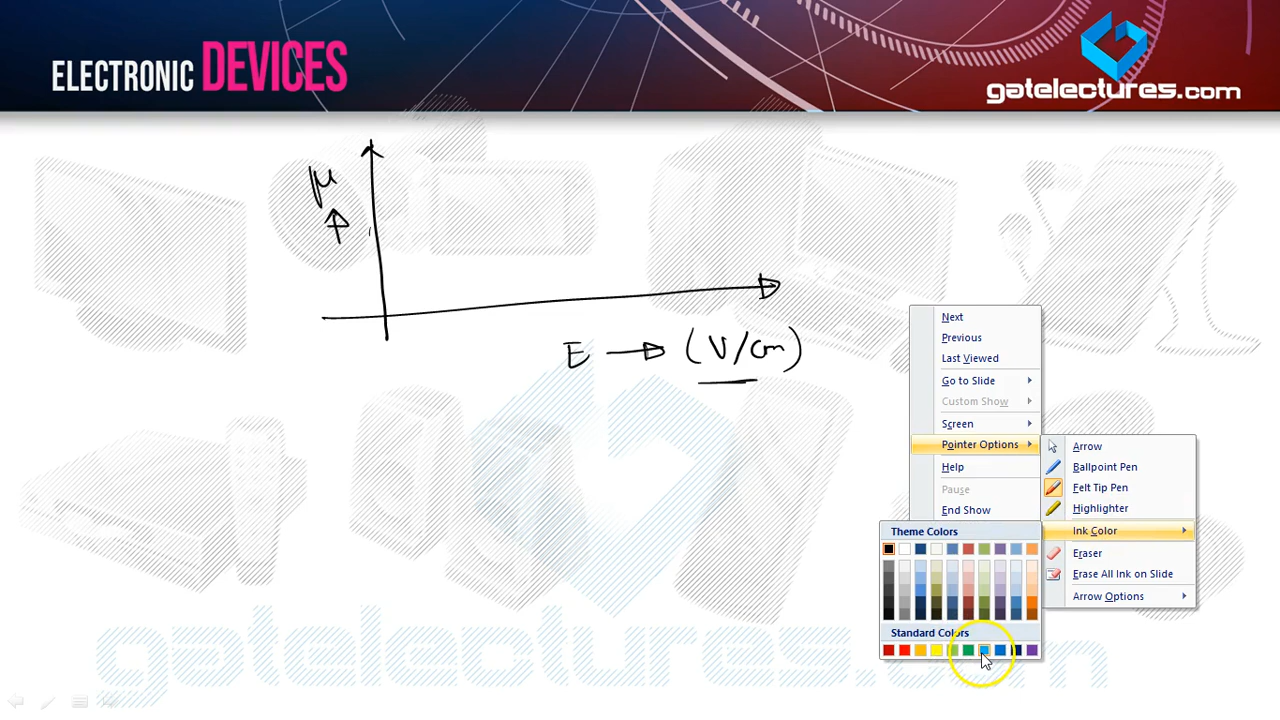 ELECTRONIC DEVICES
gatelectures.com
μ
E → (V/cm)
Next
Previous
Last Viewed
Go to Slide
Custom Show
Screen
Pointer Options
Help
Pause
End Show
Arrow
Ballpoint Pen
Felt Tip Pen
Highlighter
Ink Color
Eraser
Erase All Ink on Slide
Arrow Options
Theme Colors
Standard Colors
gatelectures.com